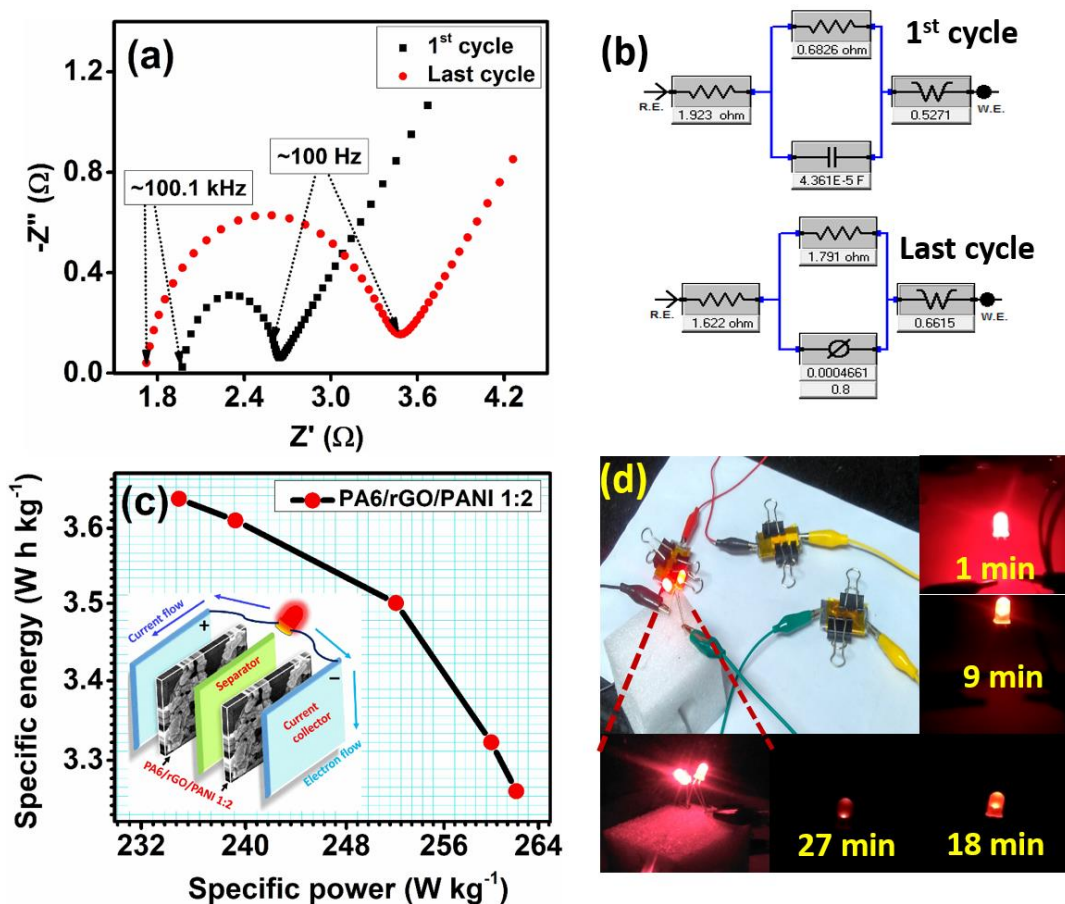 (a)
1st cycle
Last cycle
~100.1 kHz
~100 Hz
1.2
0.8
0.4
0.0
-Z" (Ω)
1.8
2.4
3.0
3.6
4.2
Z' (Ω)
(b)
1st cycle
0.6826 ohm
R.E.
1.923 ohm
0.5271
W.E.
4.361E-5 F
Last cycle
1.791 ohm
R.E.
1.622 ohm
0.6615
W.E.
0.0004661
0.8
(c)
PA6/rGO/PANI 1:2
3.6
3.5
3.4
3.3
Specific energy (W h kg-1)
Current flow
+
Separator
−
Current
collector
PA6/rGO/PANI 1:2
Electron flow
232
240
248
256
264
Specific power (W kg-1)
(d)
1 min
9 min
27 min
18 min